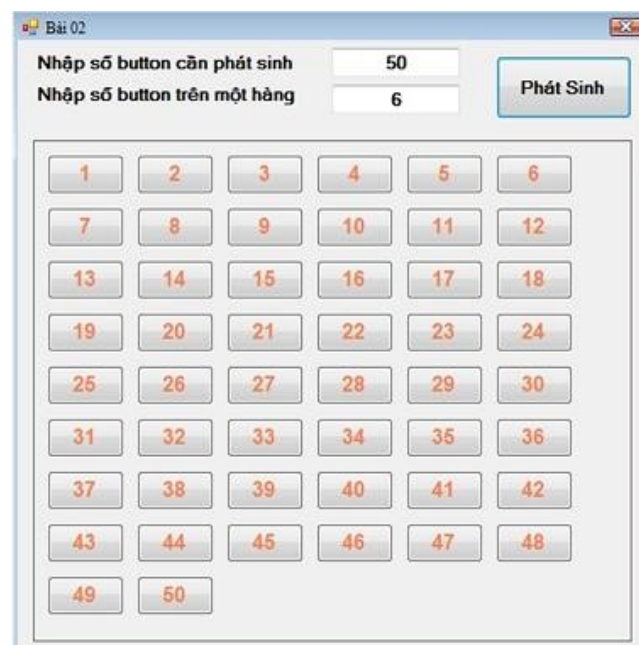 Bài 02
Nhập số button cần phát sinh 50
Nhập số button trên một hàng 6
Phát Sinh
1 2 3 4 5 6
7 8 9 10 11 12
13 14 15 16 17 18
19 20 21 22 23 24
25 26 27 28 29 30
31 32 33 34 35 36
37 38 39 40 41 42
43 44 45 46 47 48
49 50